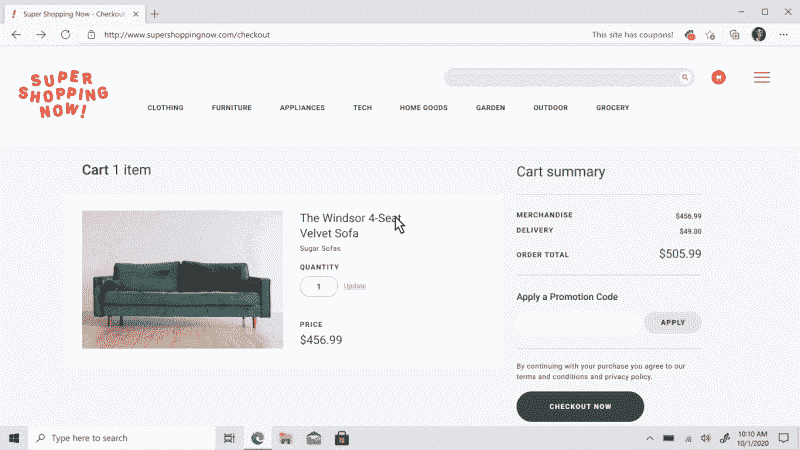 Super Shopping Now - Checkout
http://www.supershoppingnow.com/checkout
This site has coupons!
SUPER
SHOPPING
NOW!
CLOTHING FURNITURE APPLIANCES TECH HOME GOODS GARDEN OUTDOOR GROCERY
Cart 1 item
The Windsor 4-Seat
Velvet Sofa
Sugar Sofas
QUANTITY
1 Update
PRICE
$456.99
Cart summary
MERCHANDISE $456.99
DELIVERY $49.00
ORDER TOTAL $505.99
Apply a Promotion Code
APPLY
By continuing with your purchase you agree to our
terms and conditions and privacy policy.
CHECKOUT NOW
Type here to search
10:10 AM
10/1/2020